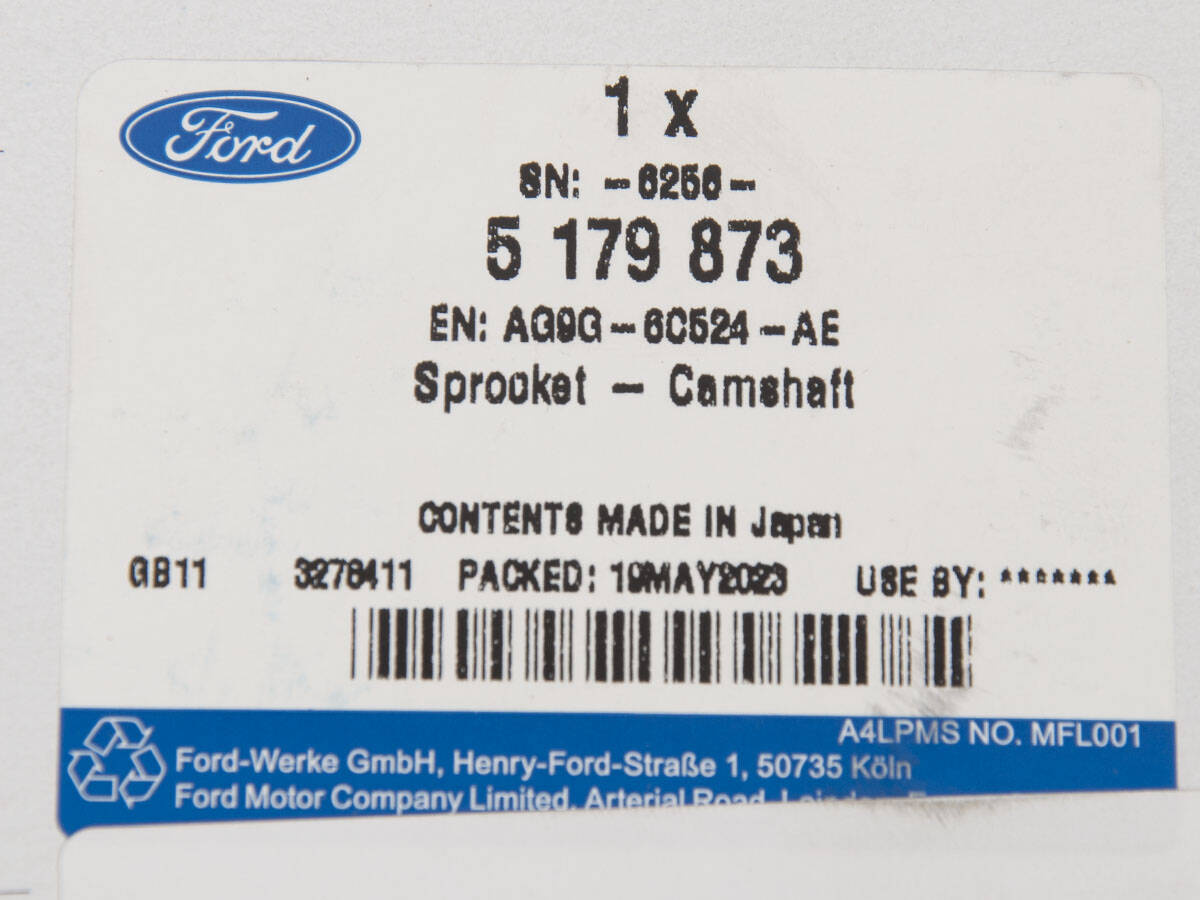 Ford
1 x
SN: -6256-
5 179 873
EN: AG9G-6C524-AE
Sprocket - Camshaft
CONTENTS MADE IN Japan
GB11 3276411 PACKED: 19MAY2023 USE BY: *******
A4LPMS NO. MFL001
Ford-Werke GmbH, Henry-Ford-Straße 1, 50735 Köln
Ford Motor Company Limited, Arterial Road,